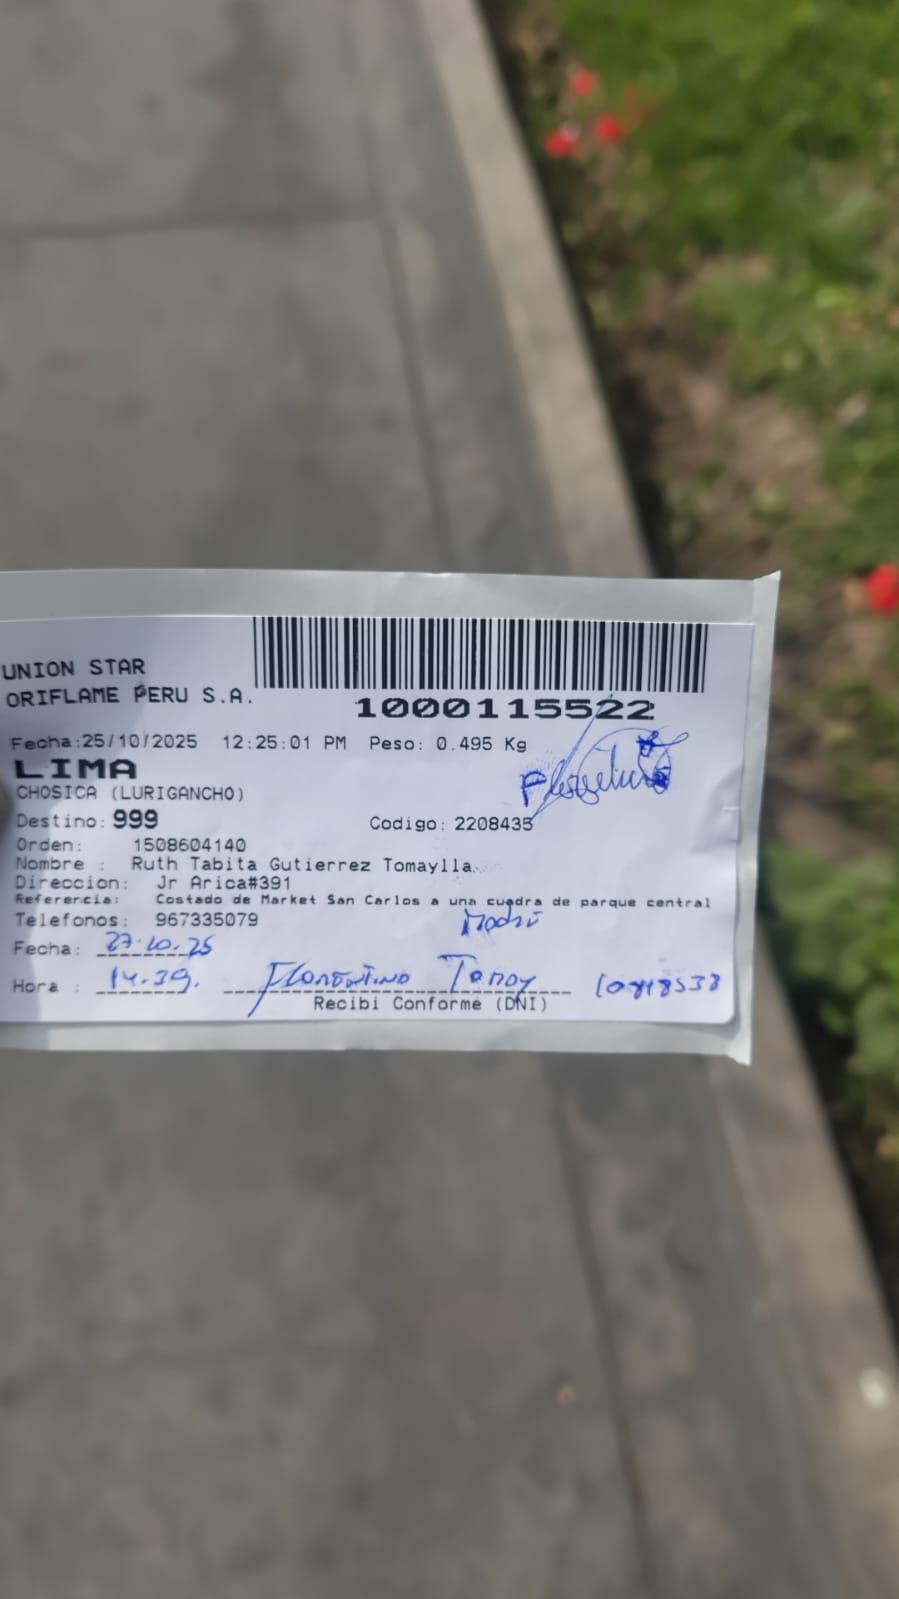 UNION STAR
ORIFLAME PERU S.A.
1000115522
Fecha:25/10/2025 12:25:01 PM Peso: 0.495 Kg
LIMA
CHOSICA (LURIGANCHO)
Destino: 999 Codigo: 2208435
Orden: 1508604140
Nombre : Ruth Tabita Gutierrez Tomaylla
Direccion: Jr Arica#391
Referencia: Costado de Market San Carlos a una cuadra de parque central
Telefonos: 967335079
Fecha: 27.10.25
Hora : 14.39.
Recibi Conforme (DNI)